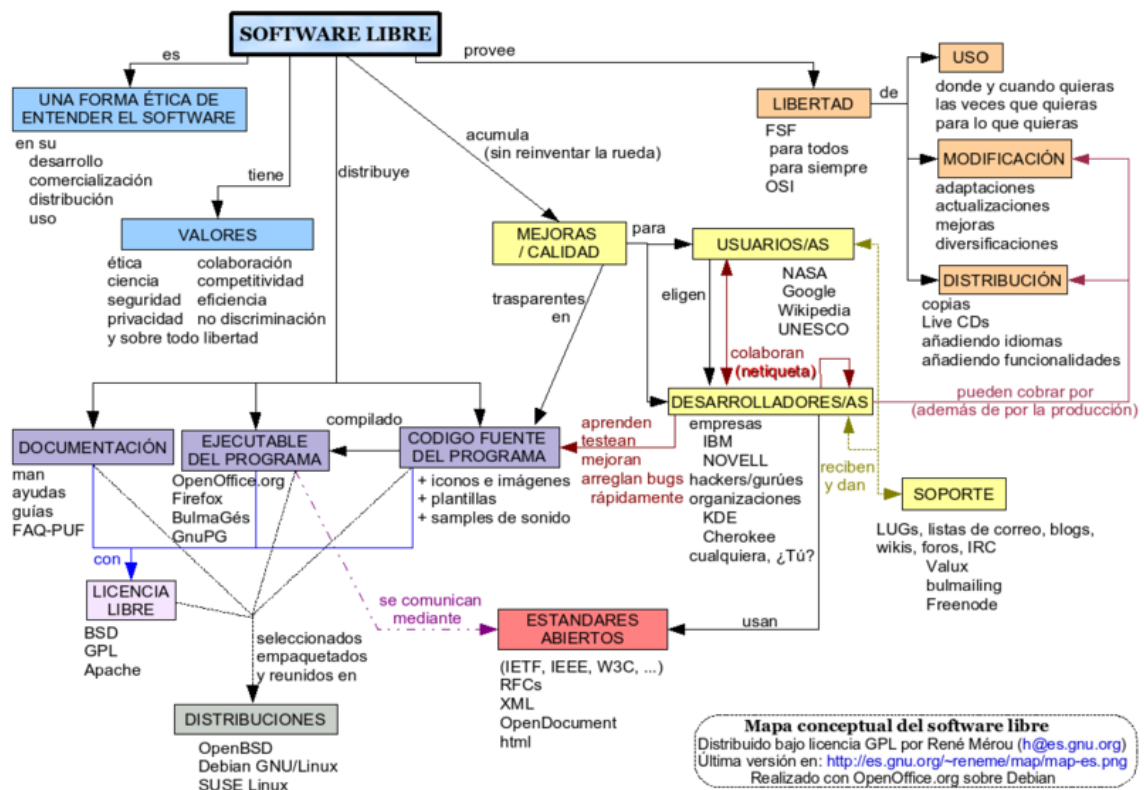 SOFTWARE LIBRE
es
tiene
distribuye
acumula
(sin reinventar la rueda)
provee
UNA FORMA ÉTICA DE
ENTENDER EL SOFTWARE
en su
desarrollo
comercialización
distribución
uso
VALORES
ética
ciencia
seguridad
privacidad
colaboración
competitividad
eficiencia
no discriminación
y sobre todo libertad
LIBERTAD
FSF
para todos
para siempre
OSI
de
USO
donde y cuando quieras
las veces que quieras
para lo que quieras
MODIFICACIÓN
adaptaciones
actualizaciones
mejoras
diversificaciones
DISTRIBUCIÓN
copias
Live CDs
añadiendo idiomas
añadiendo funcionalidades
MEJORAS
/ CALIDAD
para
trasparentes
en
USUARIOS/AS
NASA
Google
Wikipedia
UNESCO
eligen
colaboran
(netiqueta)
DESARROLLADORES/AS
empresas
IBM
NOVELL
hackers/gurúes
organizaciones
KDE
Cherokee
cualquiera, ¿Tú?
pueden cobrar por
(además de por la producción)
reciben
y dan
SOPORTE
LUGs, listas de correo, blogs,
wikis, foros, IRC
Valux
bulmailing
Freenode
aprenden
testean
mejoran
arreglan bugs
rápidamente
DOCUMENTACIÓN
man
ayudas
guías
FAQ-PUF
EJECUTABLE
DEL PROGRAMA
OpenOffice.org
Firefox
BulmaGés
GnuPG
compilado
CODIGO FUENTE
DEL PROGRAMA
+ iconos e imágenes
+ plantillas
+ samples de sonido
con
LICENCIA
LIBRE
BSD
GPL
Apache
seleccionados
empaquetados
y reunidos en
DISTRIBUCIONES
OpenBSD
Debian GNU/Linux
SUSE Linux
se comunican
mediante
ESTANDARES
ABIERTOS
(IETF, IEEE, W3C, ...)
RFCs
XML
OpenDocument
html
usan
Mapa conceptual del software libre
Distribuido bajo licencia GPL por René Mérou (h@es.gnu.org)
Última versión en: http://es.gnu.org/~reneme/map/map-es.png
Realizado con OpenOffice.org sobre Debian